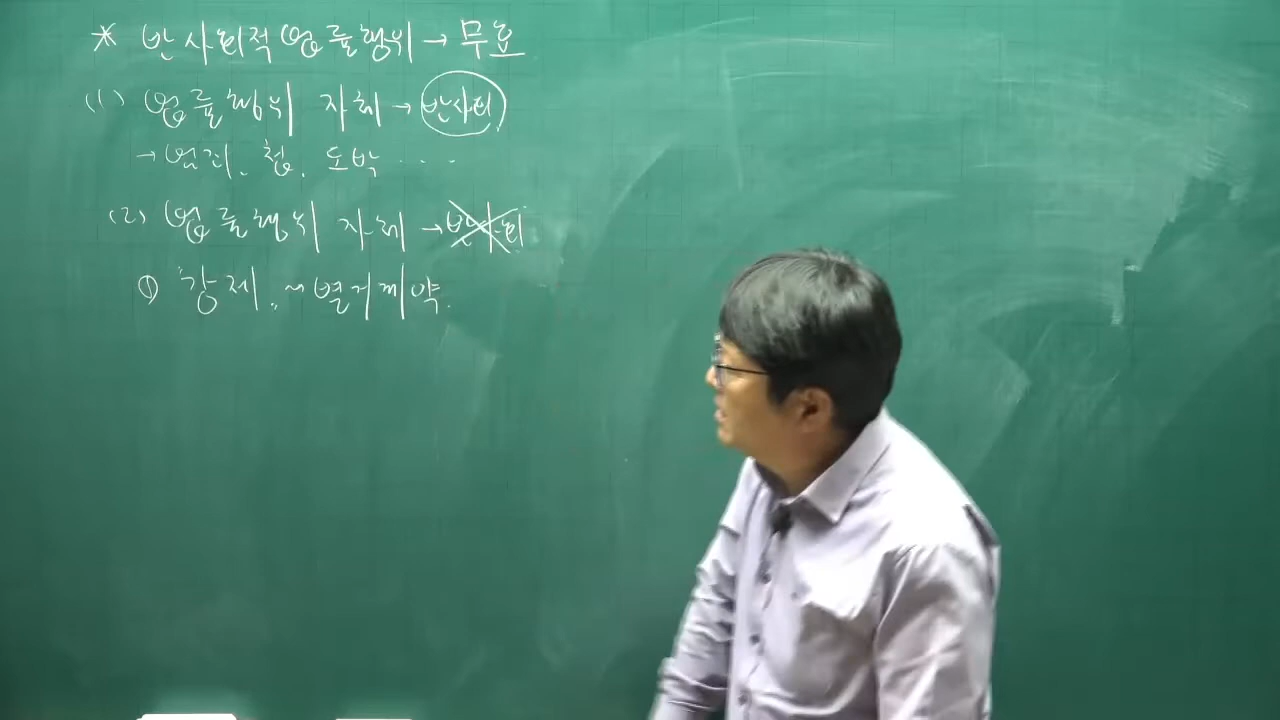 * 반사회적 법률행위 → 무효
(1) 법률행위 자체 → 반사회
→ 범죄. 첩. 도박 . . . .
(2) 법률행위 자체 → 반사회
① "강제" ~ 별거계약.